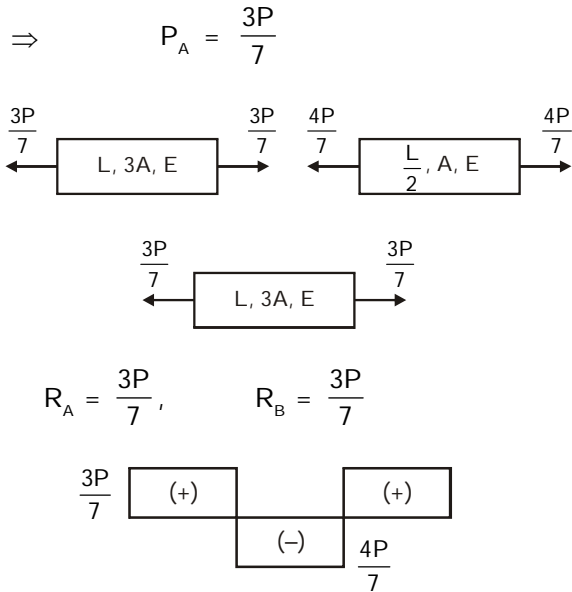 ⇒ P_A = 3P/7
3P/7 L, 3A, E 3P/7 4P/7 L/2, A, E 4P/7
3P/7 L, 3A, E 3P/7
R_A = 3P/7, R_B = 3P/7
3P/7 (+) (+)
(–) 4P/7